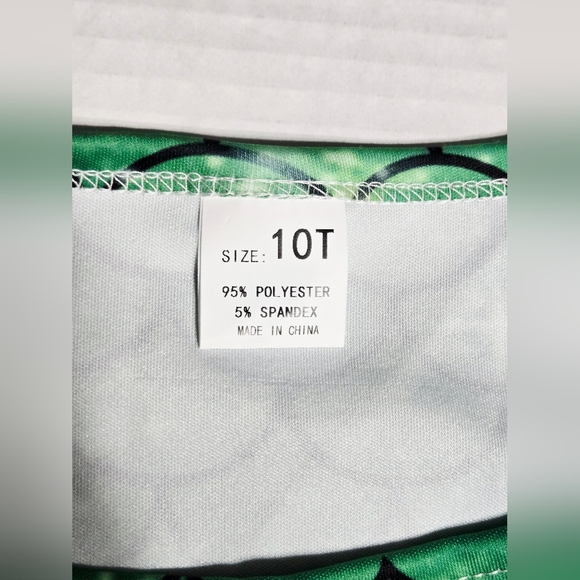 SIZE: 10T
95% POLYESTER
5% SPANDEX
MADE IN CHINA